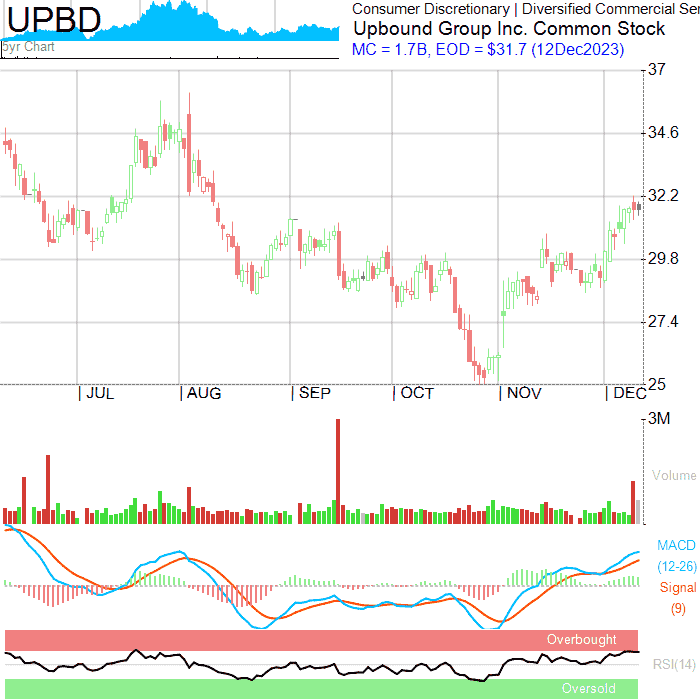 UPBD
5yr Chart
Consumer Discretionary | Diversified Commercial Ser
Upbound Group Inc. Common Stock
MC = 1.7B, EOD = $31.7 (12Dec2023)
37
34.6
32.2
29.8
27.4
25
JUL AUG SEP OCT NOV DEC
3M
Volume
MACD
(12-26)
Signal
(9)
Overbought
RSI(14)
Oversold